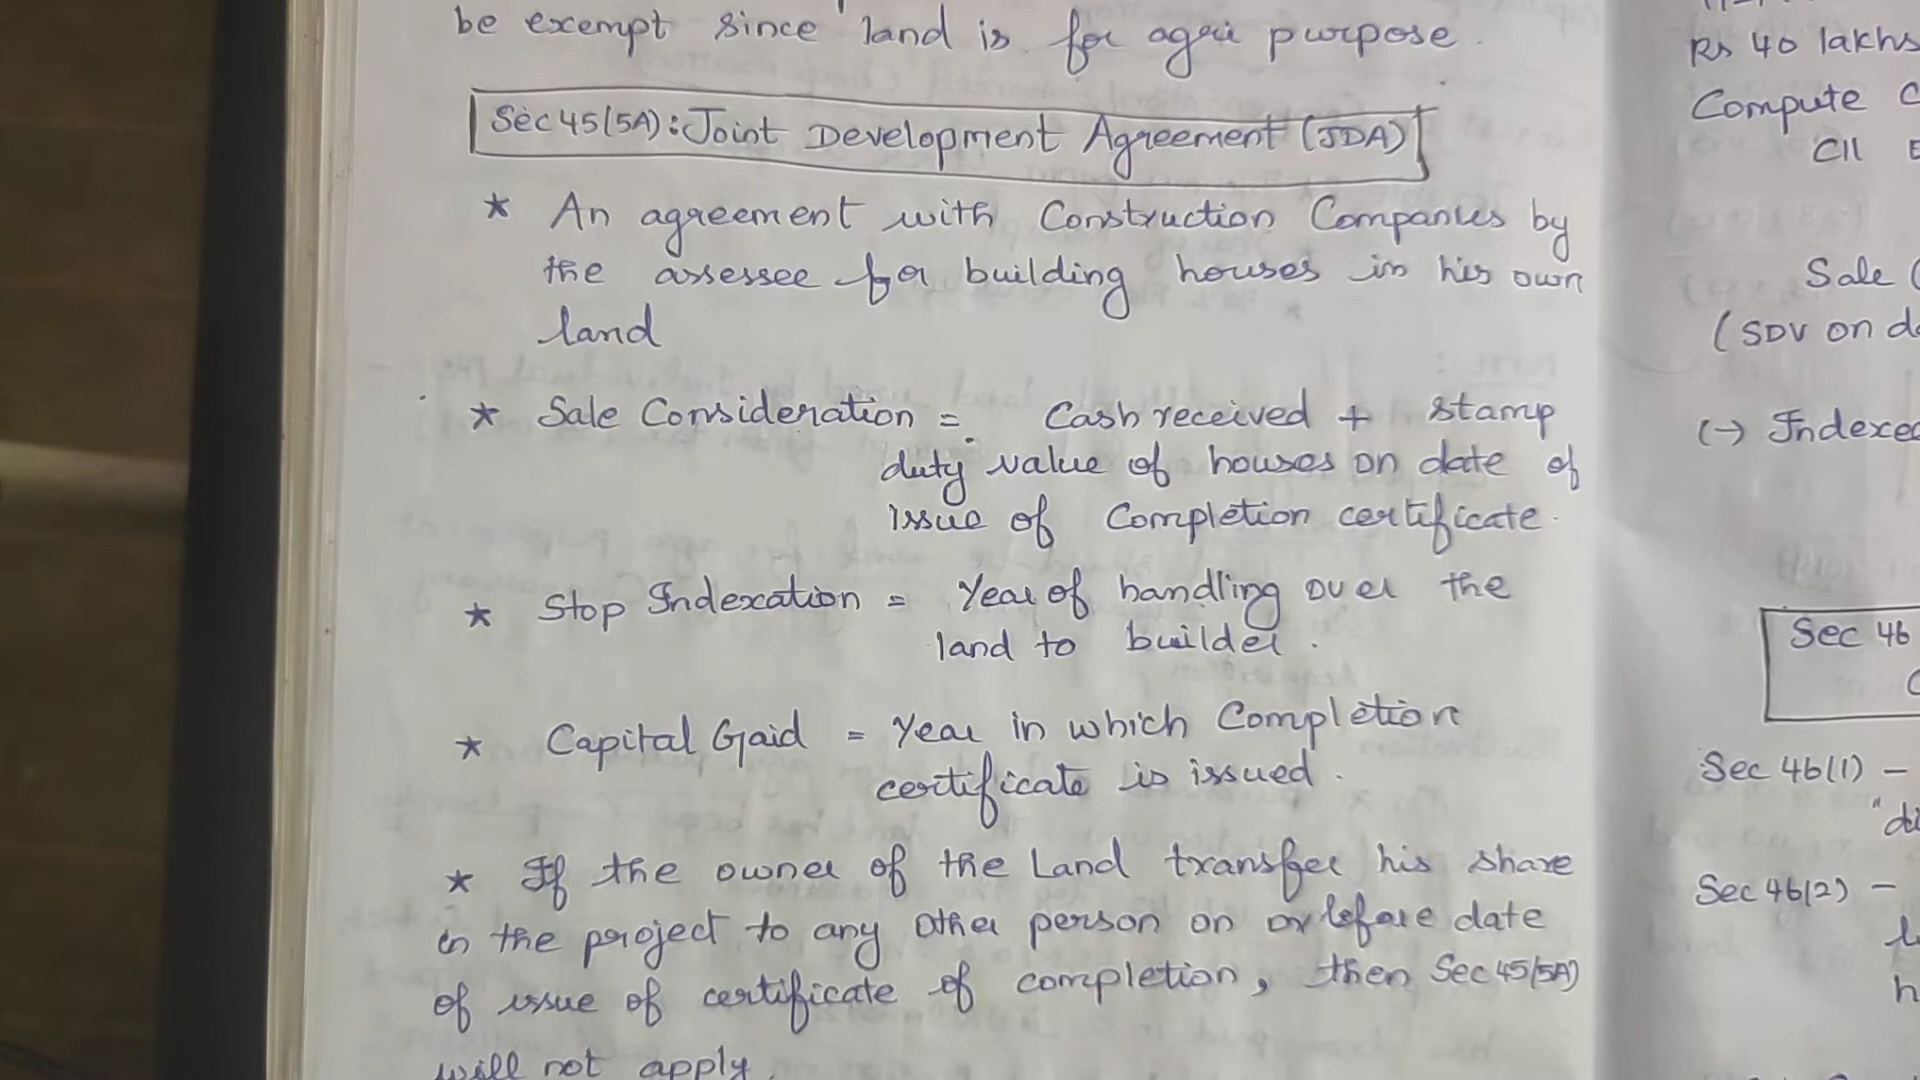 be exempt since land is for agri purpose.
Sec 45(5A): Joint Development Agreement (JDA)
* An agreement with Construction Companies by
the assessee for building houses in his own
land
* Sale Consideration = Cash received + stamp
duty value of houses on date of
issue of Completion certificate.
* Stop Indexation = Year of handling over the
land to builder.
* Capital Gaid = Year in which Completion
certificate is issued.
* If the owner of the Land transfer his share
in the project to any other person on or before date
of issue of certificate of completion, then Sec 45(5A)
will not apply.
Rs 40 lakhs
Compute C
CII
Sale
(SDV on da
(-) Indexed
Sec 46
Sec 46(1) -
"di
Sec 46(2) -
h